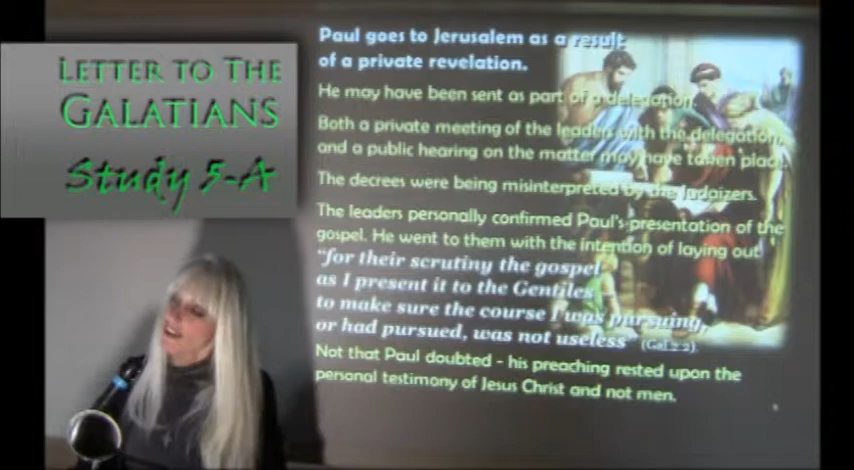 LETTER TO THE
GALATIANS
Study 5-A
Paul goes to Jerusalem as a result
of a private revelation.
He may have been sent as part of a delegation.
Both a private meeting of the leaders with the delegation,
and a public hearing on the matter may have taken place.
The decrees were being misinterpreted by the Judaizers.
The leaders personally confirmed Paul's presentation of the
gospel. He went to them with the intention of laying out
"for their scrutiny the gospel
as I present it to the Gentiles
to make sure the course I was pursuing,
or had pursued, was not useless" (Gal 2:2).
Not that Paul doubted - his preaching rested upon the
personal testimony of Jesus Christ and not men.